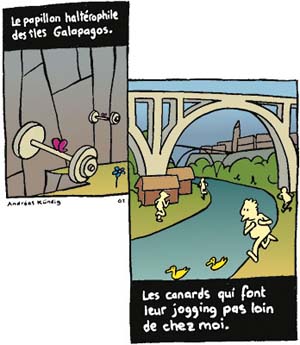 Le papillon haltérophile
des îles Galapagos.
Andreas Kündig 07
Les canards qui font
leur jogging pas loin
de chez moi.